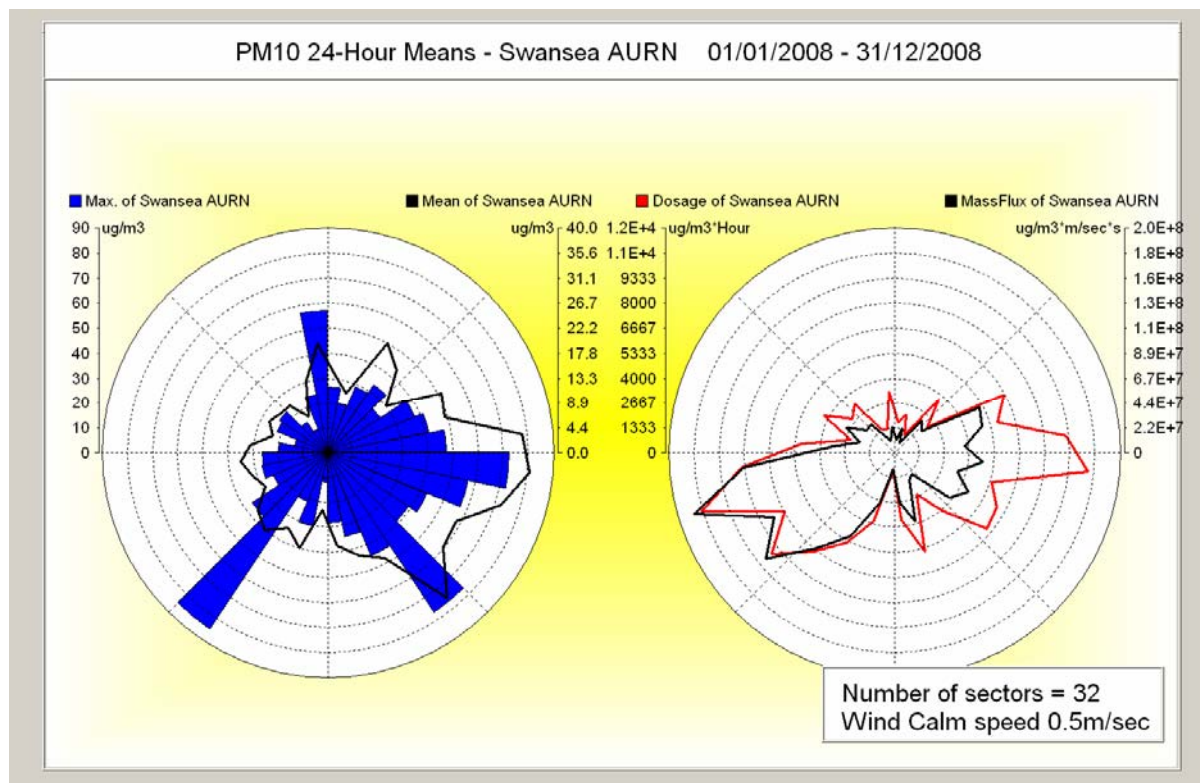 PM10 24-Hour Means - Swansea AURN 01/01/2008 - 31/12/2008
Max. of Swansea AURN Mean of Swansea AURN Dosage of Swansea AURN MassFlux of Swansea AURN
90 ug/m3 ug/m3 40.0 1.2E+4 ug/m3*Hour ug/m3*m/sec*s 2.0E+8
80 35.6 1.1E+4 1.8E+8
70 31.1 9333 1.6E+8
60 26.7 8000 1.3E+8
50 22.2 6667 1.1E+8
40 17.8 5333 8.9E+7
30 13.3 4000 6.7E+7
20 8.9 2667 4.4E+7
10 4.4 1333 2.2E+7
0 0.0 0 0
Number of sectors = 32
Wind Calm speed 0.5m/sec